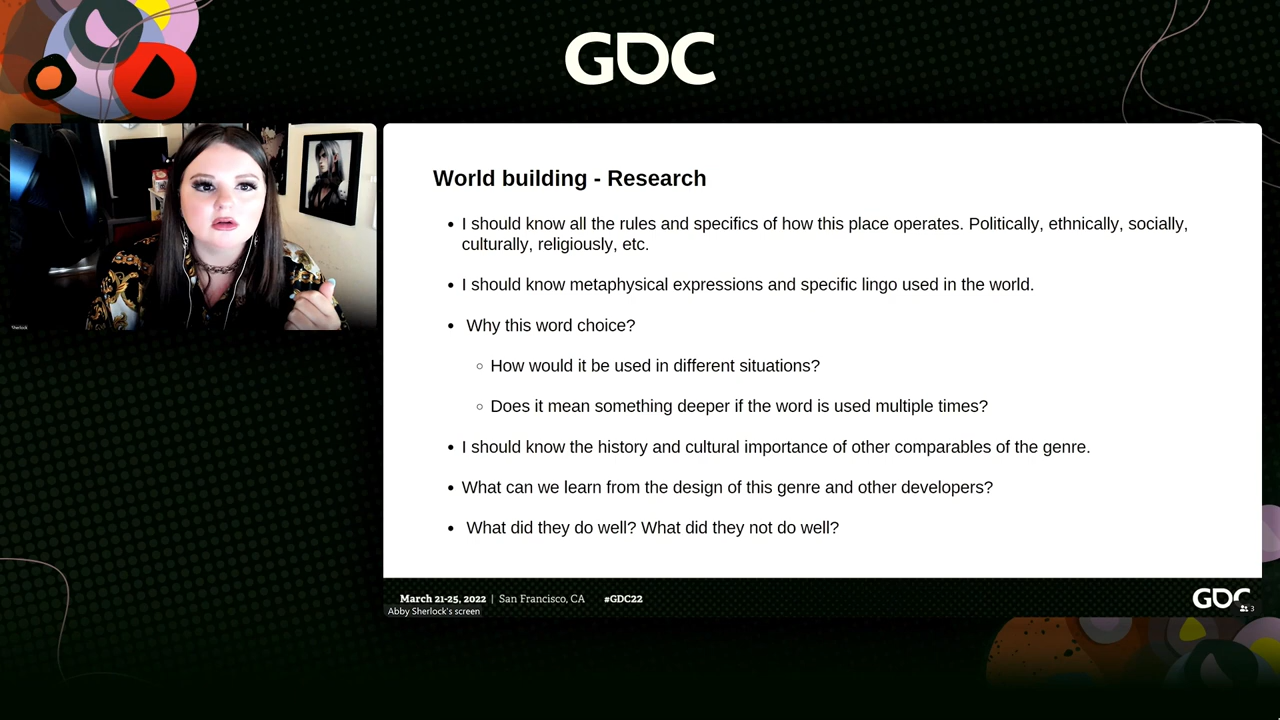 GDC
Sherlock
World building - Research
• I should know all the rules and specifics of how this place operates. Politically, ethnically, socially,
culturally, religiously, etc.
• I should know metaphysical expressions and specific lingo used in the world.
• Why this word choice?
○ How would it be used in different situations?
○ Does it mean something deeper if the word is used multiple times?
• I should know the history and cultural importance of other comparables of the genre.
• What can we learn from the design of this genre and other developers?
• What did they do well? What did they not do well?
March 21-25, 2022 | San Francisco, CA #GDC22
GDC
Abby Sherlock's screen
3